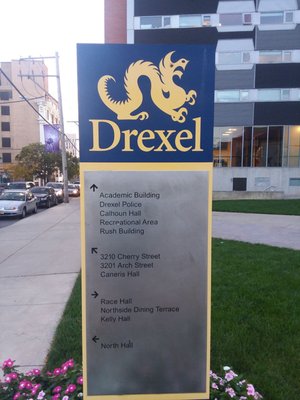 Drexel
Academic Building
Drexel Police
Calhoun Hall
Recreational Area
Rush Building
3210 Cherry Street
3201 Arch Street
Caneris Hall
Race Hall
Northside Dining Terrace
Kelly Hall
North Hall